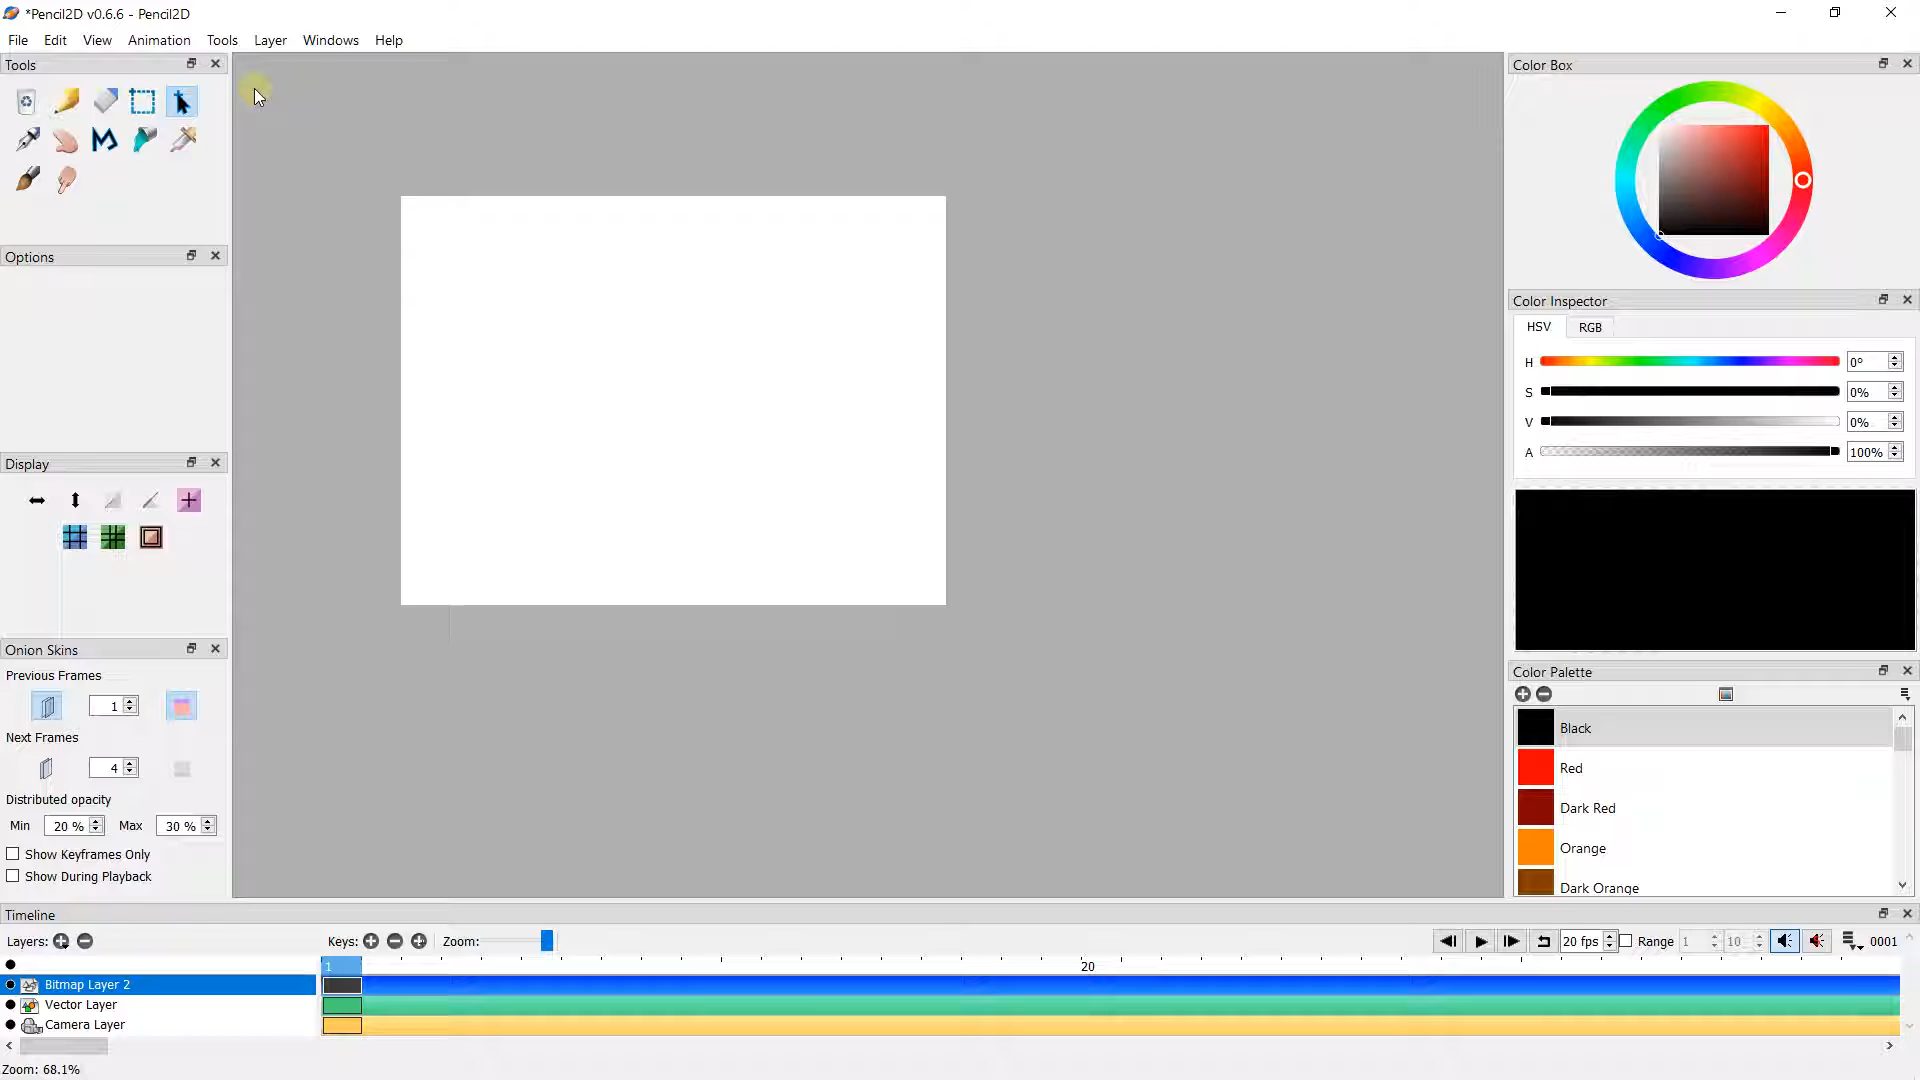 *Pencil2D v0.6.6 - Pencil2D
File Edit View Animation Tools Layer Windows Help
Tools
Options
Display
Onion Skins
Previous Frames
1
Next Frames
4
Distributed opacity
Min 20 % Max 30 %
Show Keyframes Only
Show During Playback
Color Box
Color Inspector
HSV RGB
H 0°
S 0%
V 0%
A 100%
Color Palette
Black
Red
Dark Red
Orange
Dark Orange
Timeline
Layers: Keys: Zoom: 20 fps Range 1 10 0001
1 20
Bitmap Layer 2
Vector Layer
Camera Layer
Zoom: 68.1%